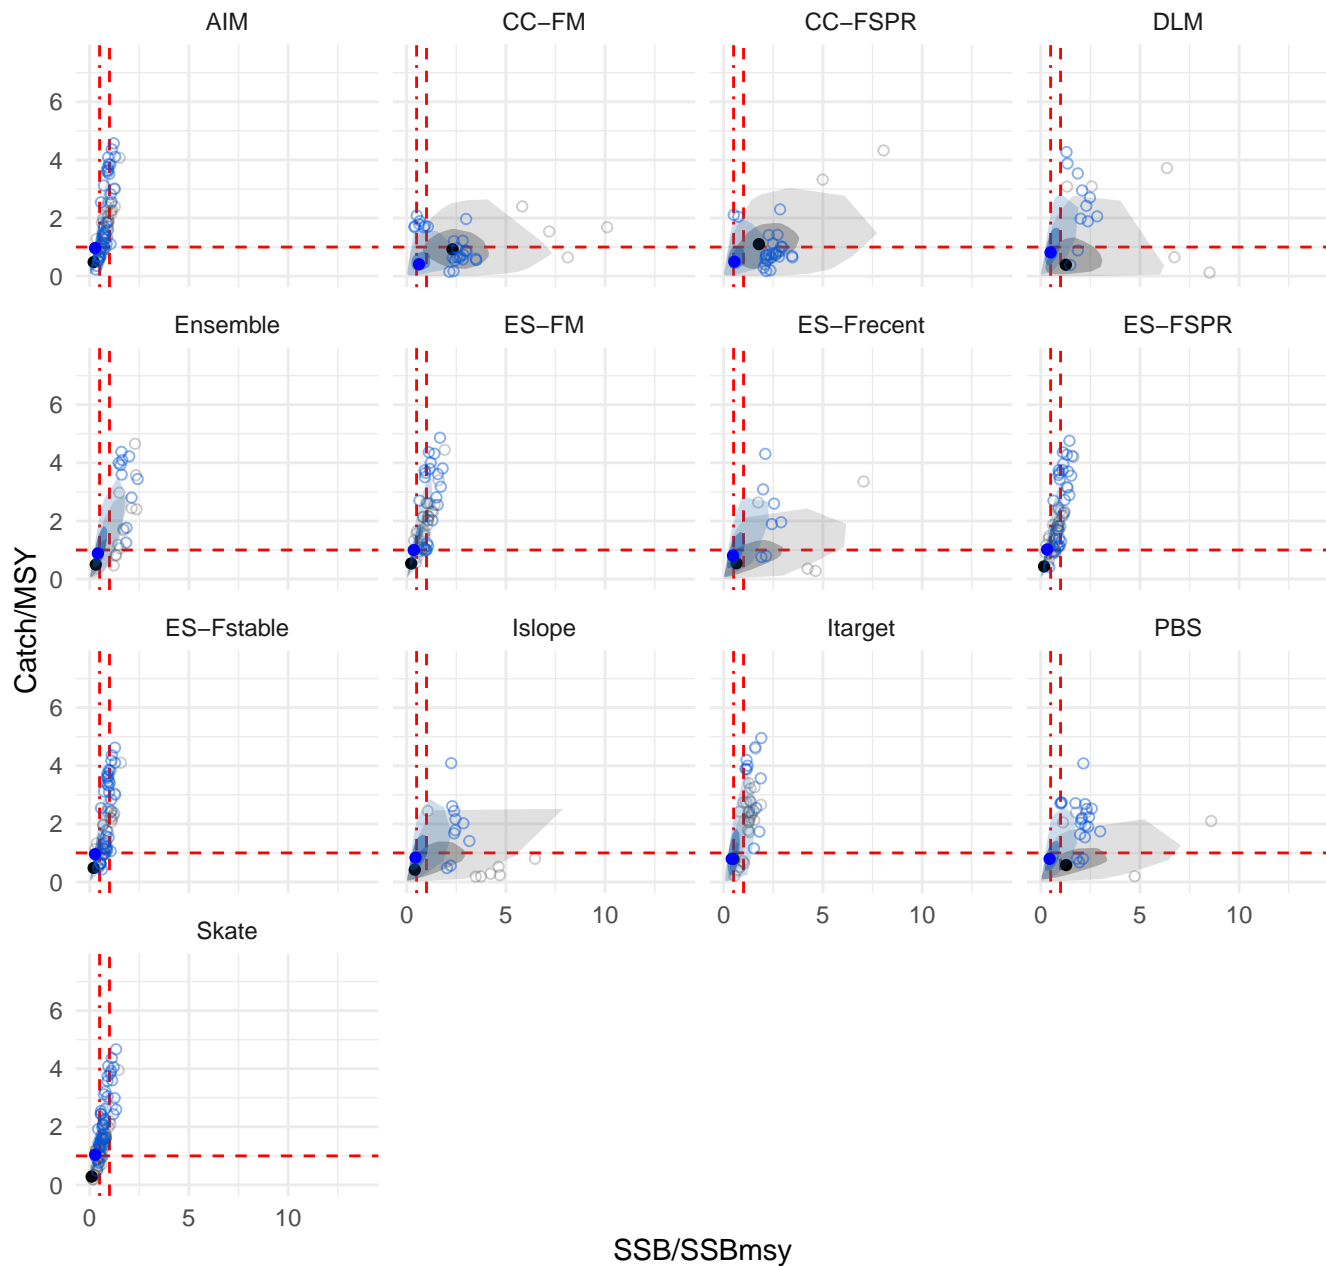 AIM CC−FM CC−FSPR DLM
6
4
2
0
Ensemble ES−FM ES−Frecent ES−FSPR
6
4
2
0
Catch/MSY
ES−Fstable Islope Itarget PBS
6
4
2
0
0 5 10 0 5 10 0 5 10
Skate
6
4
2
0
0 5 10
SSB/SSBmsy